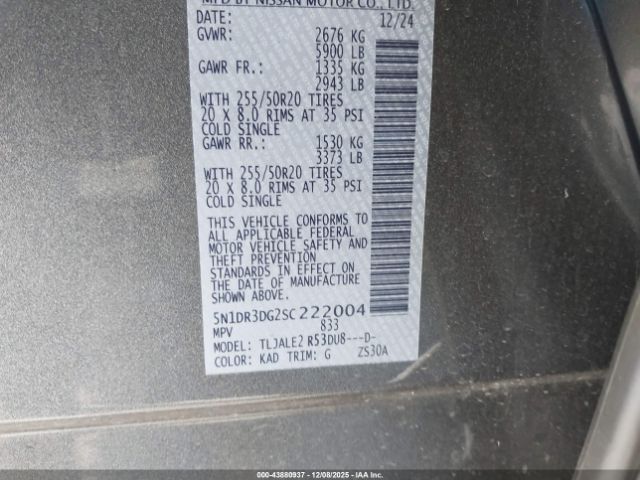 MFD BY NISSAN MOTOR CO., LTD.
DATE: 12/24
GVWR: 2676 KG
5900 LB
GAWR FR.: 1335 KG
2943 LB
WITH 255/50R20 TIRES
20 X 8.0 RIMS AT 35 PSI
COLD SINGLE
GAWR RR.: 1530 KG
3373 LB
WITH 255/50R20 TIRES
20 X 8.0 RIMS AT 35 PSI
COLD SINGLE
THIS VEHICLE CONFORMS TO
ALL APPLICABLE FEDERAL
MOTOR VEHICLE SAFETY AND
THEFT PREVENTION
STANDARDS IN EFFECT ON
THE DATE OF MANUFACTURE
SHOWN ABOVE.
5N1DR3DG2SC222004
MPV 833
MODEL: TLJALE2 R53DU8---D-
COLOR: KAD TRIM: G ZS30A
000-43880937 - 12/08/2025 - IAA Inc.